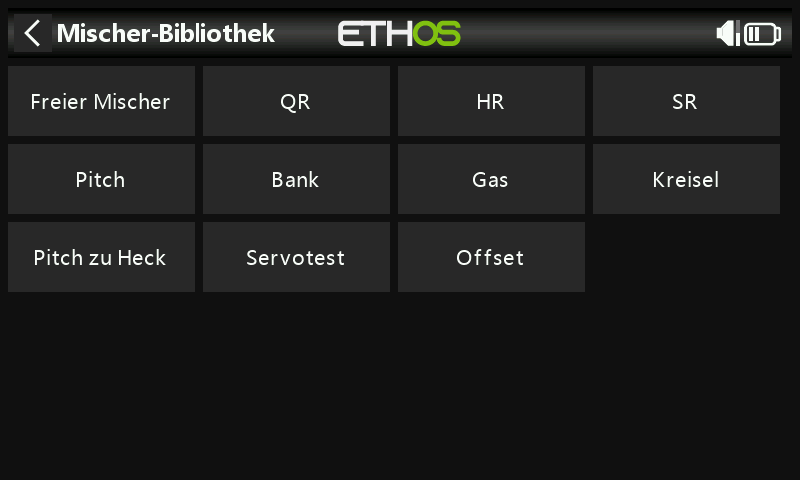 Mischer-Bibliothek
ETHOS
Freier Mischer
QR
HR
SR
Pitch
Bank
Gas
Kreisel
Pitch zu Heck
Servotest
Offset